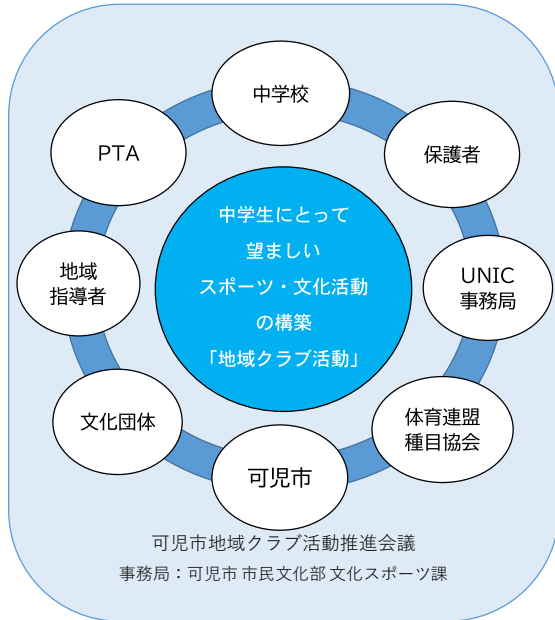 中学校
PTA
保護者
中学生にとって
望ましい
スポーツ・文化活動
の構築
「地域クラブ活動」
地域
指導者
UNIC
事務局
文化団体
体育連盟
種目協会
可児市
可児市地域クラブ活動推進会議
事務局：可児市 市民文化部 文化スポーツ課